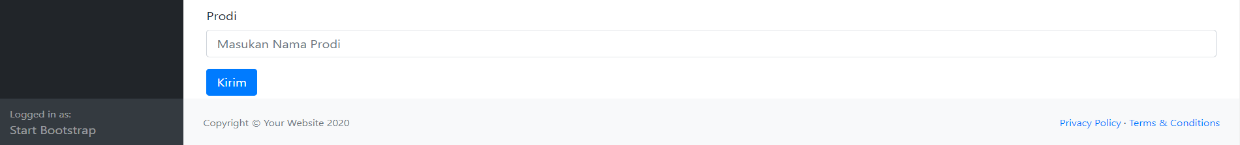 Prodi
Masukan Nama Prodi
Kirim
Logged in as:
Start Bootstrap
Copyright © Your Website 2020
Privacy Policy · Terms & Conditions